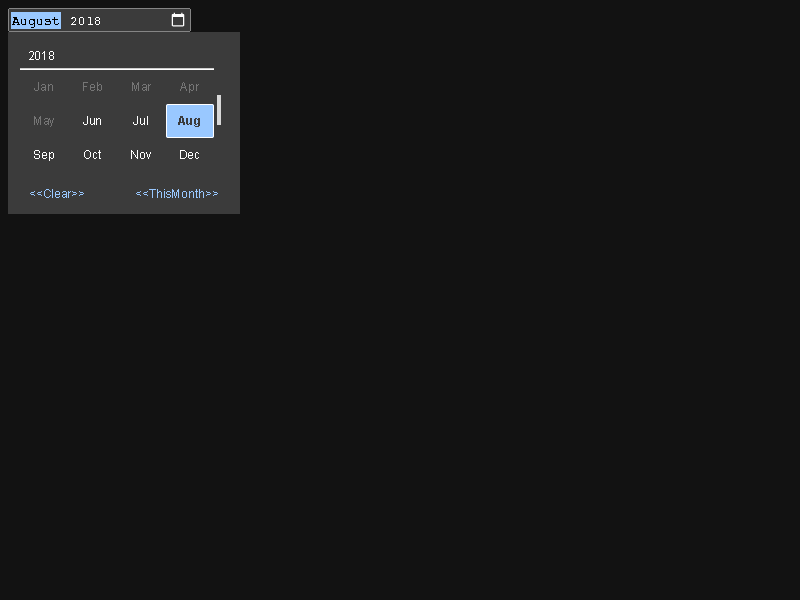 August 2018
2018
Jan Feb Mar Apr
May Jun Jul Aug
Sep Oct Nov Dec
<<Clear>> <<ThisMonth>>